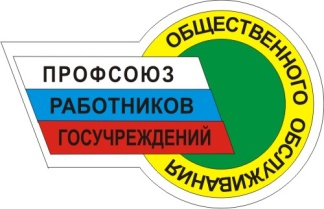 ПРОФСОЮЗ
РАБОТНИКОВ
ГОСУЧРЕЖДЕНИЙ
ОБЩЕСТВЕННОГО ОБСЛУЖИВАНИЯ